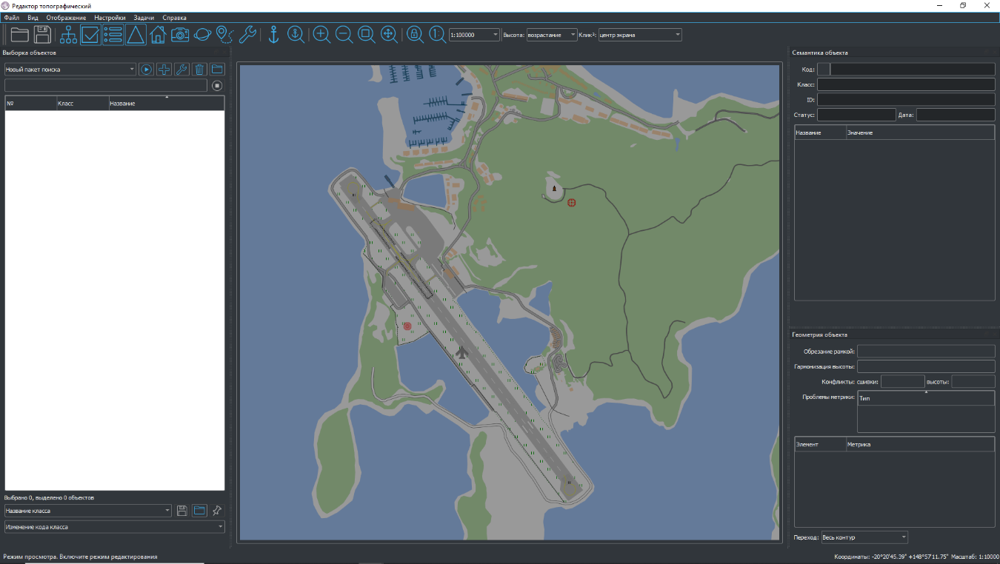 Редактор топографический
Файл Вид Отображение Настройки Задачи Справка
1:100000 Высота: возрастание Клик²: центр экрана
Выборка объектов
Новый пакет поиска
№ Класс Название
Выбрано 0, выделено 0 объектов
Название класса
Изменение кода класса
Режим просмотра. Включите режим редактирования
Семантика объекта
Код:
Класс:
ID:
Статус: Дата:
Название Значение
Геометрия объекта
Обрезание рамкой:
Гармонизация высоты:
Конфликты: сшивки: высоты:
Проблемы метрики: Тип
Элемент Метрика
Переход: Весь контур
Координаты: -20°20'45.39" +148°57'11.75" Масштаб: 1:10000